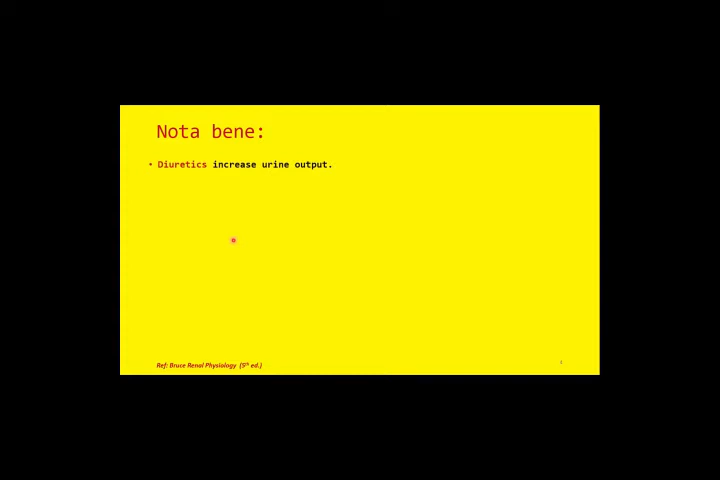 Nota bene:
• Diuretics increase urine output.
Ref: Bruce Renal Physiology (5th ed.)